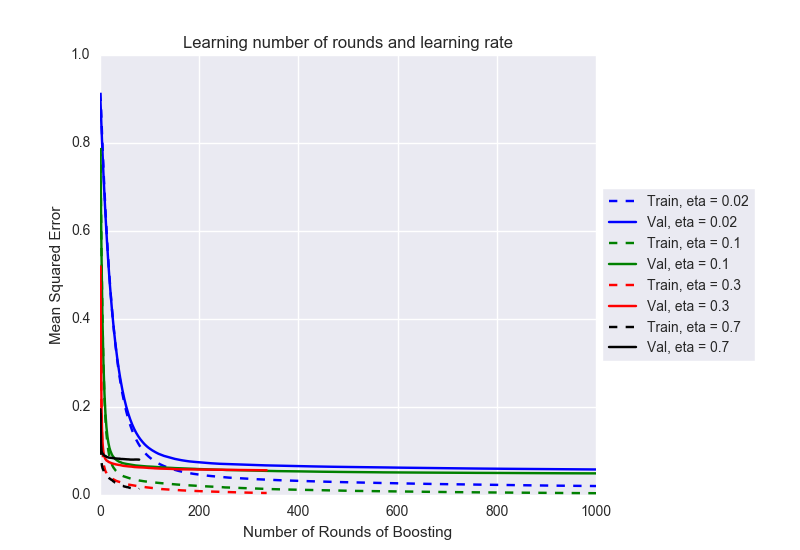 Learning number of rounds and learning rate
1.0
0.8
0.6
0.4
0.2
0.0
Mean Squared Error
0
200
400
600
800
1000
Number of Rounds of Boosting
Train, eta = 0.02
Val, eta = 0.02
Train, eta = 0.1
Val, eta = 0.1
Train, eta = 0.3
Val, eta = 0.3
Train, eta = 0.7
Val, eta = 0.7